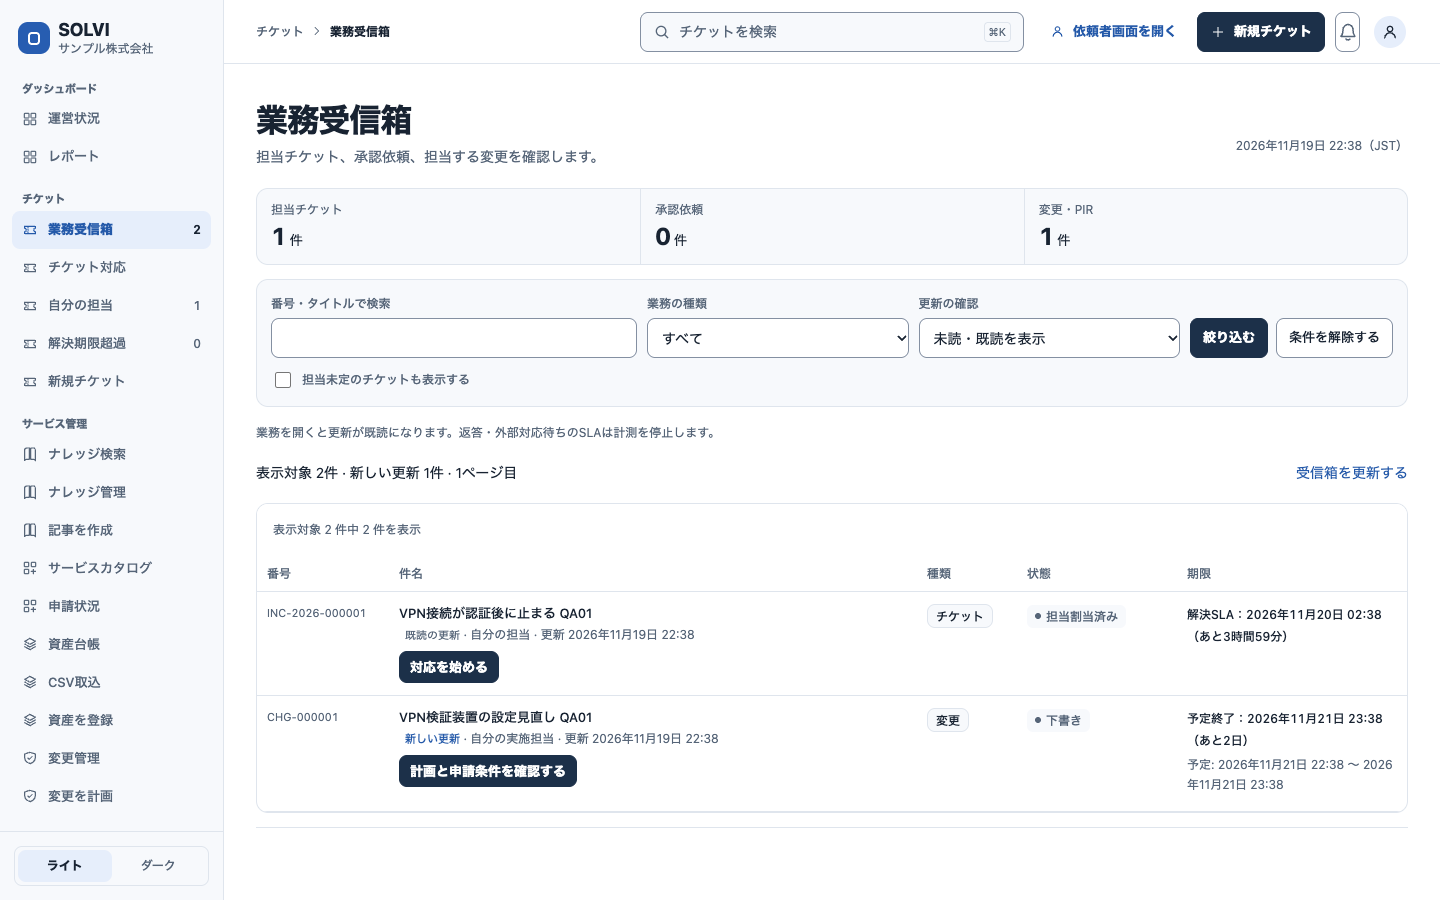 SOLVI
サンプル株式会社
ダッシュボード
運営状況
レポート
チケット
業務受信箱 2
チケット対応
自分の担当 1
解決期限超過 0
新規チケット
サービス管理
ナレッジ検索
ナレッジ管理
記事を作成
サービスカタログ
申請状況
資産台帳
CSV取込
資産を登録
変更管理
変更を計画
ライト ダーク
チケット 業務受信箱
チケットを検索 ⌘K
依頼者画面を開く
新規チケット
業務受信箱
担当チケット、承認依頼、担当する変更を確認します。
2026年11月19日 22:38（JST）
担当チケット
1 件
承認依頼
0 件
変更・PIR
1 件
番号・タイトルで検索
業務の種類
すべて
更新の確認
未読・既読を表示
絞り込む
条件を解除する
担当未定のチケットも表示する
業務を開くと更新が既読になります。返答・外部対応待ちのSLAは計測を停止します。
表示対象 2件 · 新しい更新 1件 · 1ページ目
受信箱を更新する
表示対象 2 件中 2 件を表示
番号 件名 種類 状態 期限
INC-2026-000001
VPN接続が認証後に止まる QA01
既読の更新 · 自分の担当 · 更新 2026年11月19日 22:38
対応を始める
チケット
担当割当済み
解決SLA：2026年11月20日 02:38
（あと3時間59分）
CHG-000001
VPN検証装置の設定見直し QA01
新しい更新 · 自分の実施担当 · 更新 2026年11月19日 22:38
計画と申請条件を確認する
変更
下書き
予定終了：2026年11月21日 23:38
（あと2日）
予定: 2026年11月21日 22:38 〜 2026
年11月21日 23:38